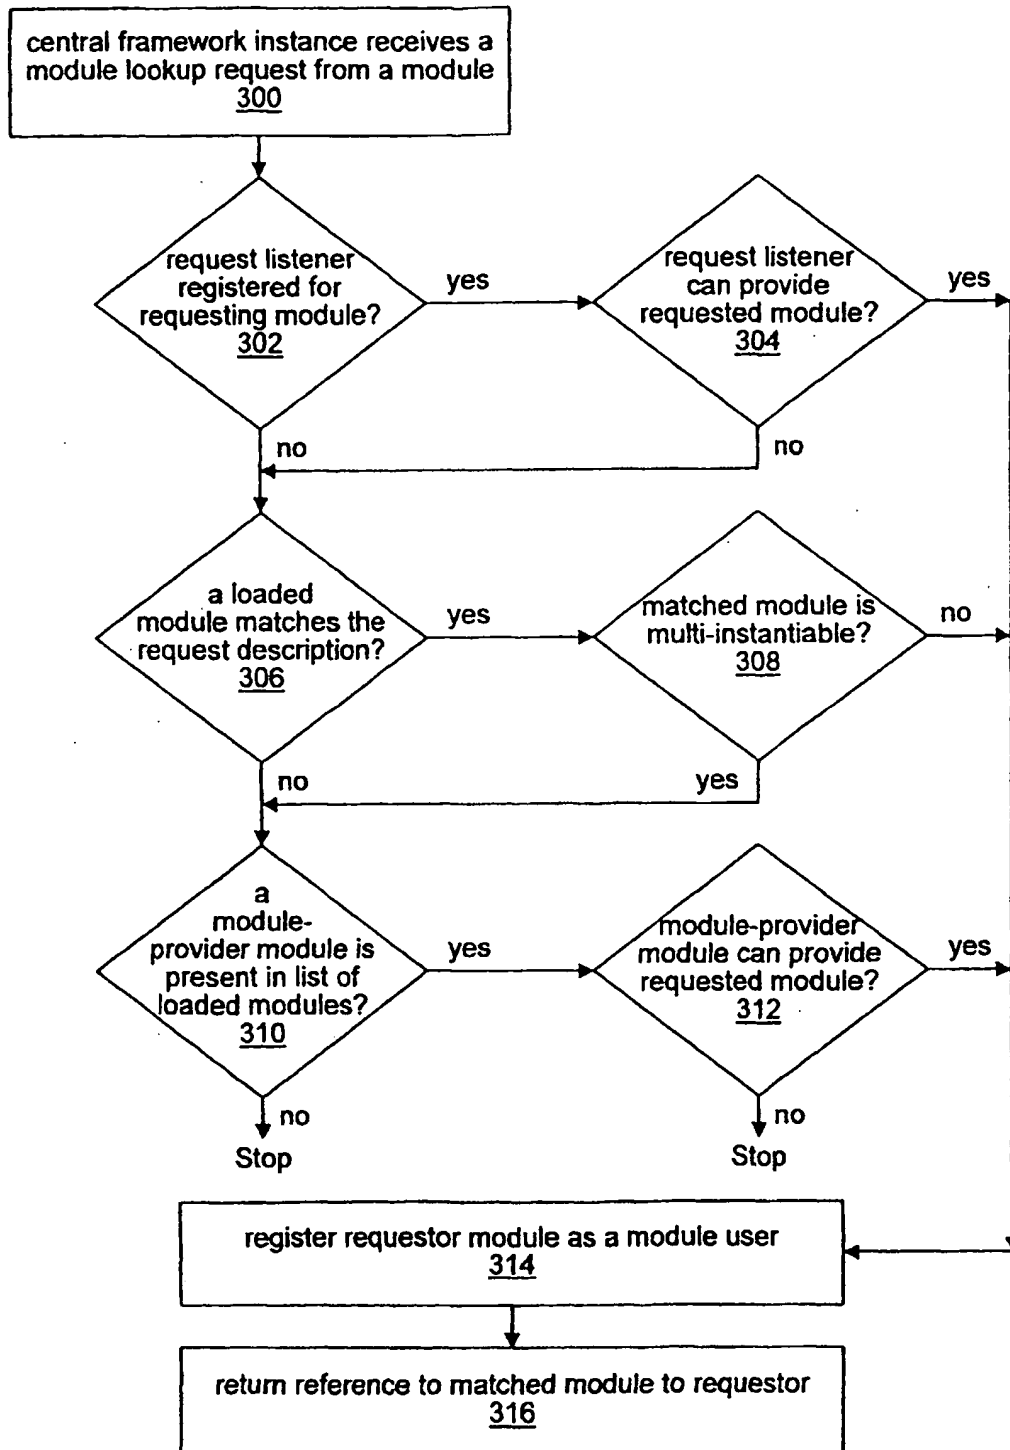 central framework instance receives a
module lookup request from a module
300
request listener
registered for
requesting module?
302
yes
request listener
can provide
requested module?
304
yes
no
no
a loaded
module matches the
request description?
306
yes
matched module is
multi-instantiable?
308
no
no
yes
a
module-
provider module is
present in list of
loaded modules?
310
yes
module-provider
module can provide
requested module?
312
yes
no
Stop
no
Stop
register requestor module as a module user
314
return reference to matched module to requestor
316